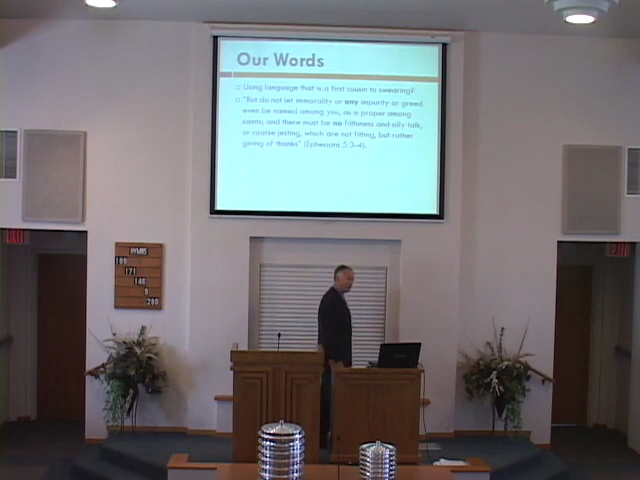 Our Words
Using language that is a first cousin to swearing?
"But do not let immorality or any impurity or greed
even be named among you, as is proper among
saints; and there must be no filthiness and silly talk,
or coarse jesting, which are not fitting, but rather
giving of thanks" (Ephesians 5:3-4).
EXIT
EXIT
HYMNS
109
171
148
200